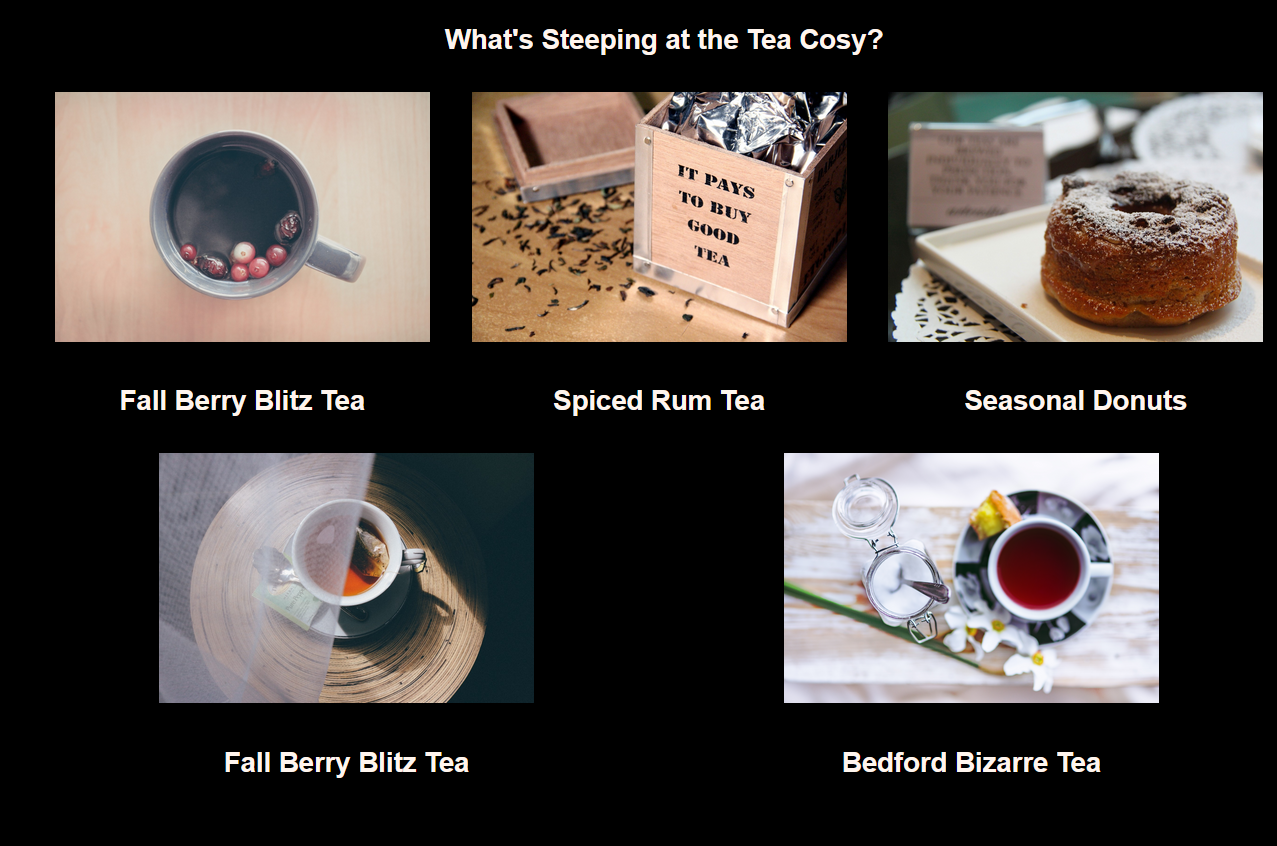 What's Steeping at the Tea Cosy?
IT PAYS
TO BUY
GOOD
TEA
Fall Berry Blitz Tea
Spiced Rum Tea
Seasonal Donuts
Fall Berry Blitz Tea
Bedford Bizarre Tea